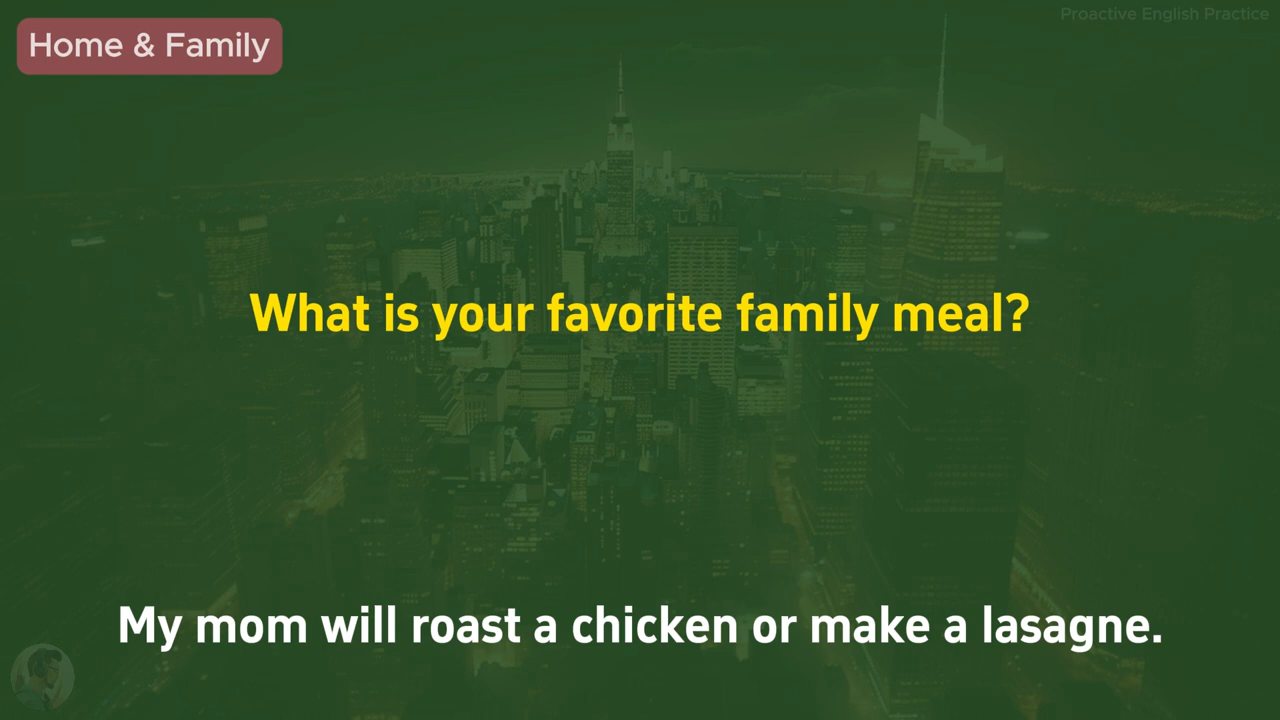 Proactive English Practice
Home & Family
What is your favorite family meal?
My mom will roast a chicken or make a lasagne.